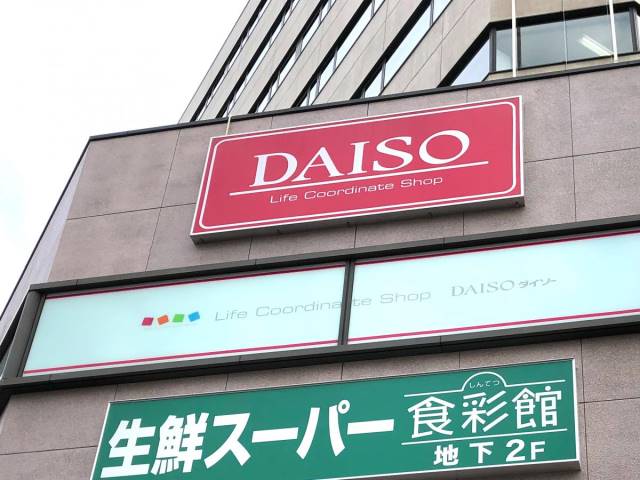 DAISO
Life Coordinate Shop
Life Coordinate Shop DAISO ダイソー
しんてつ
生鮮スーパー 食彩館
地下2F